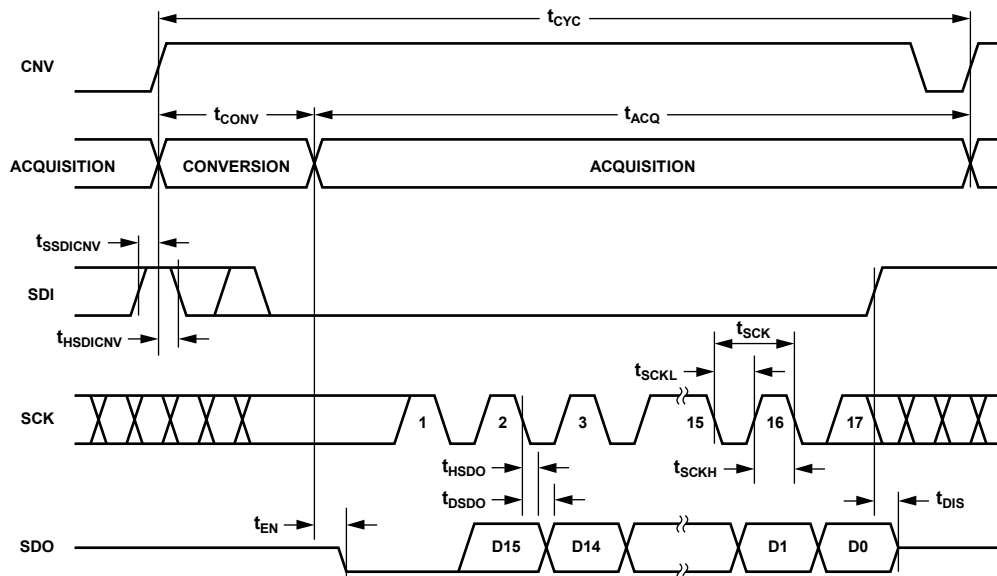 tCYC
CNV
tCONV
tACQ
ACQUISITION CONVERSION ACQUISITION
tSSDICNV
SDI
tHSDICNV
tSCK
tSCKL
SCK 1 2 3 15 16 17
tHSDO
tSCKH
tDSDO
tDIS
tEN
SDO D15 D14 D1 D0